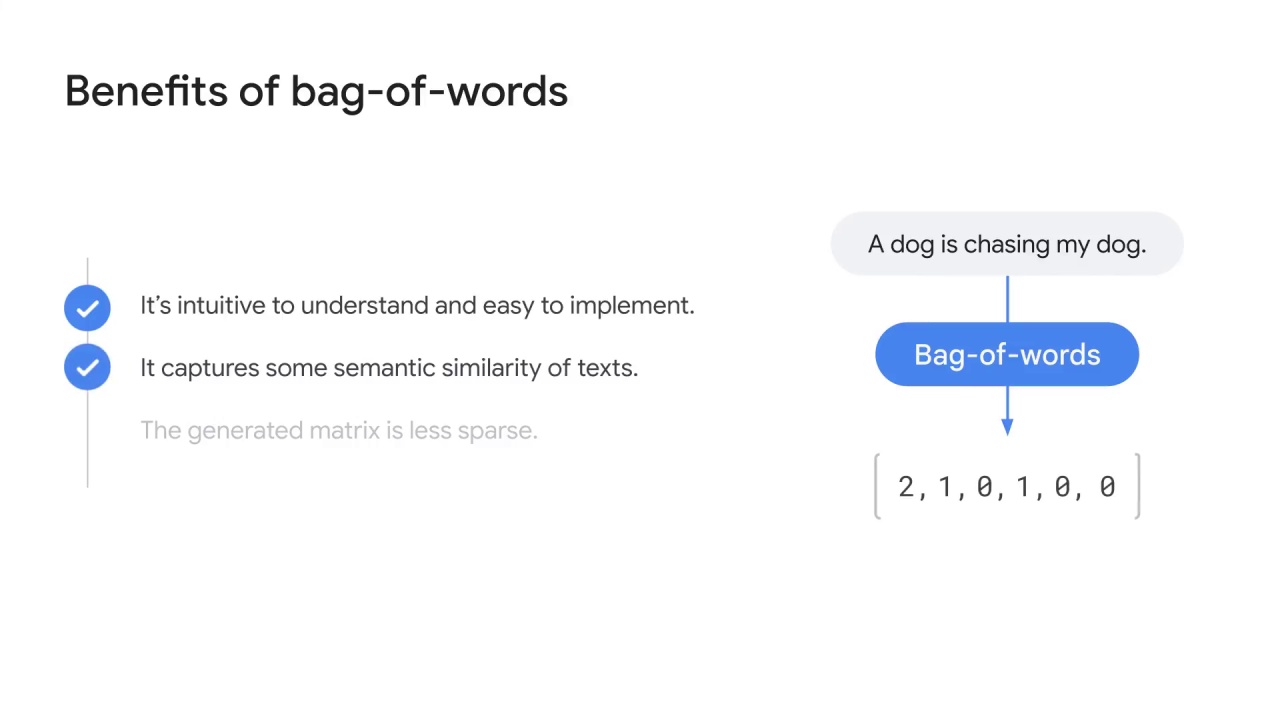 Benefits of bag-of-words
It's intuitive to understand and easy to implement.
It captures some semantic similarity of texts.
The generated matrix is less sparse.
A dog is chasing my dog.
Bag-of-words
[ 2, 1, 0, 1, 0, 0 ]